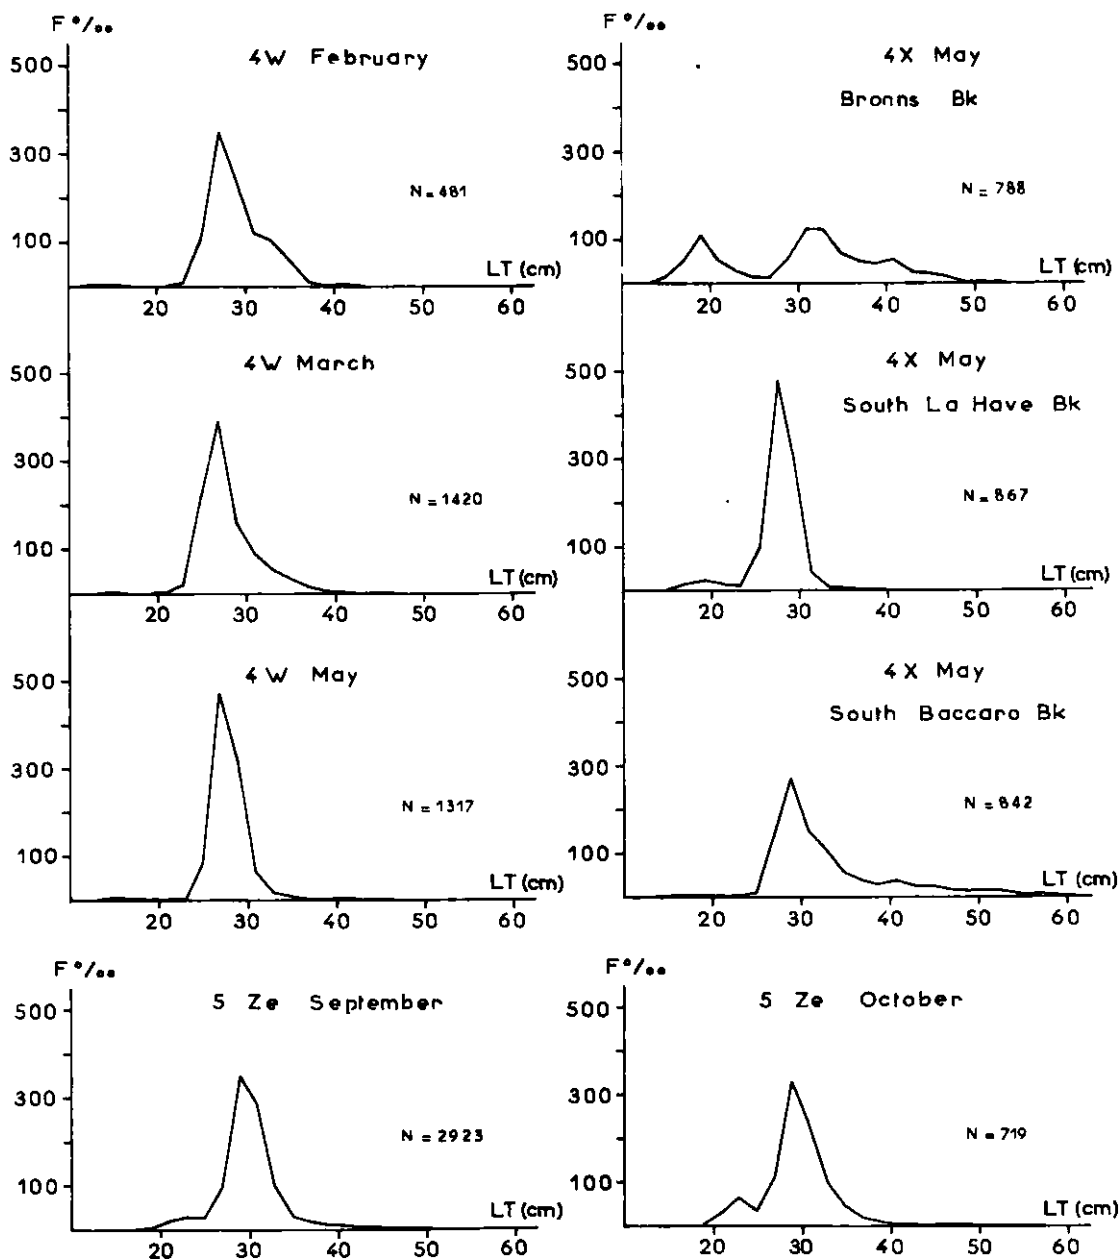 F°/oo
4W February
500
300
100
N = 481
LT (cm)
20 30 40 50 60
F°/oo
4X May
Bronns Bk
500
300
100
N = 788
LT (cm)
20 30 40 50 60
4W March
500
300
100
N = 1420
LT (cm)
20 30 40 50 60
4X May
South La Have Bk
500
300
100
N = 867
LT (cm)
20 30 40 50 60
4W May
500
300
100
N = 1317
LT (cm)
20 30 40 50 60
4X May
South Baccaro Bk
500
300
100
N = 842
LT (cm)
20 30 40 50 60
F°/oo
5 Ze September
500
300
100
N = 2923
LT (cm)
20 30 40 50 60
F°/oo
5 Ze October
500
300
100
N = 719
LT (cm)
20 30 40 50 60